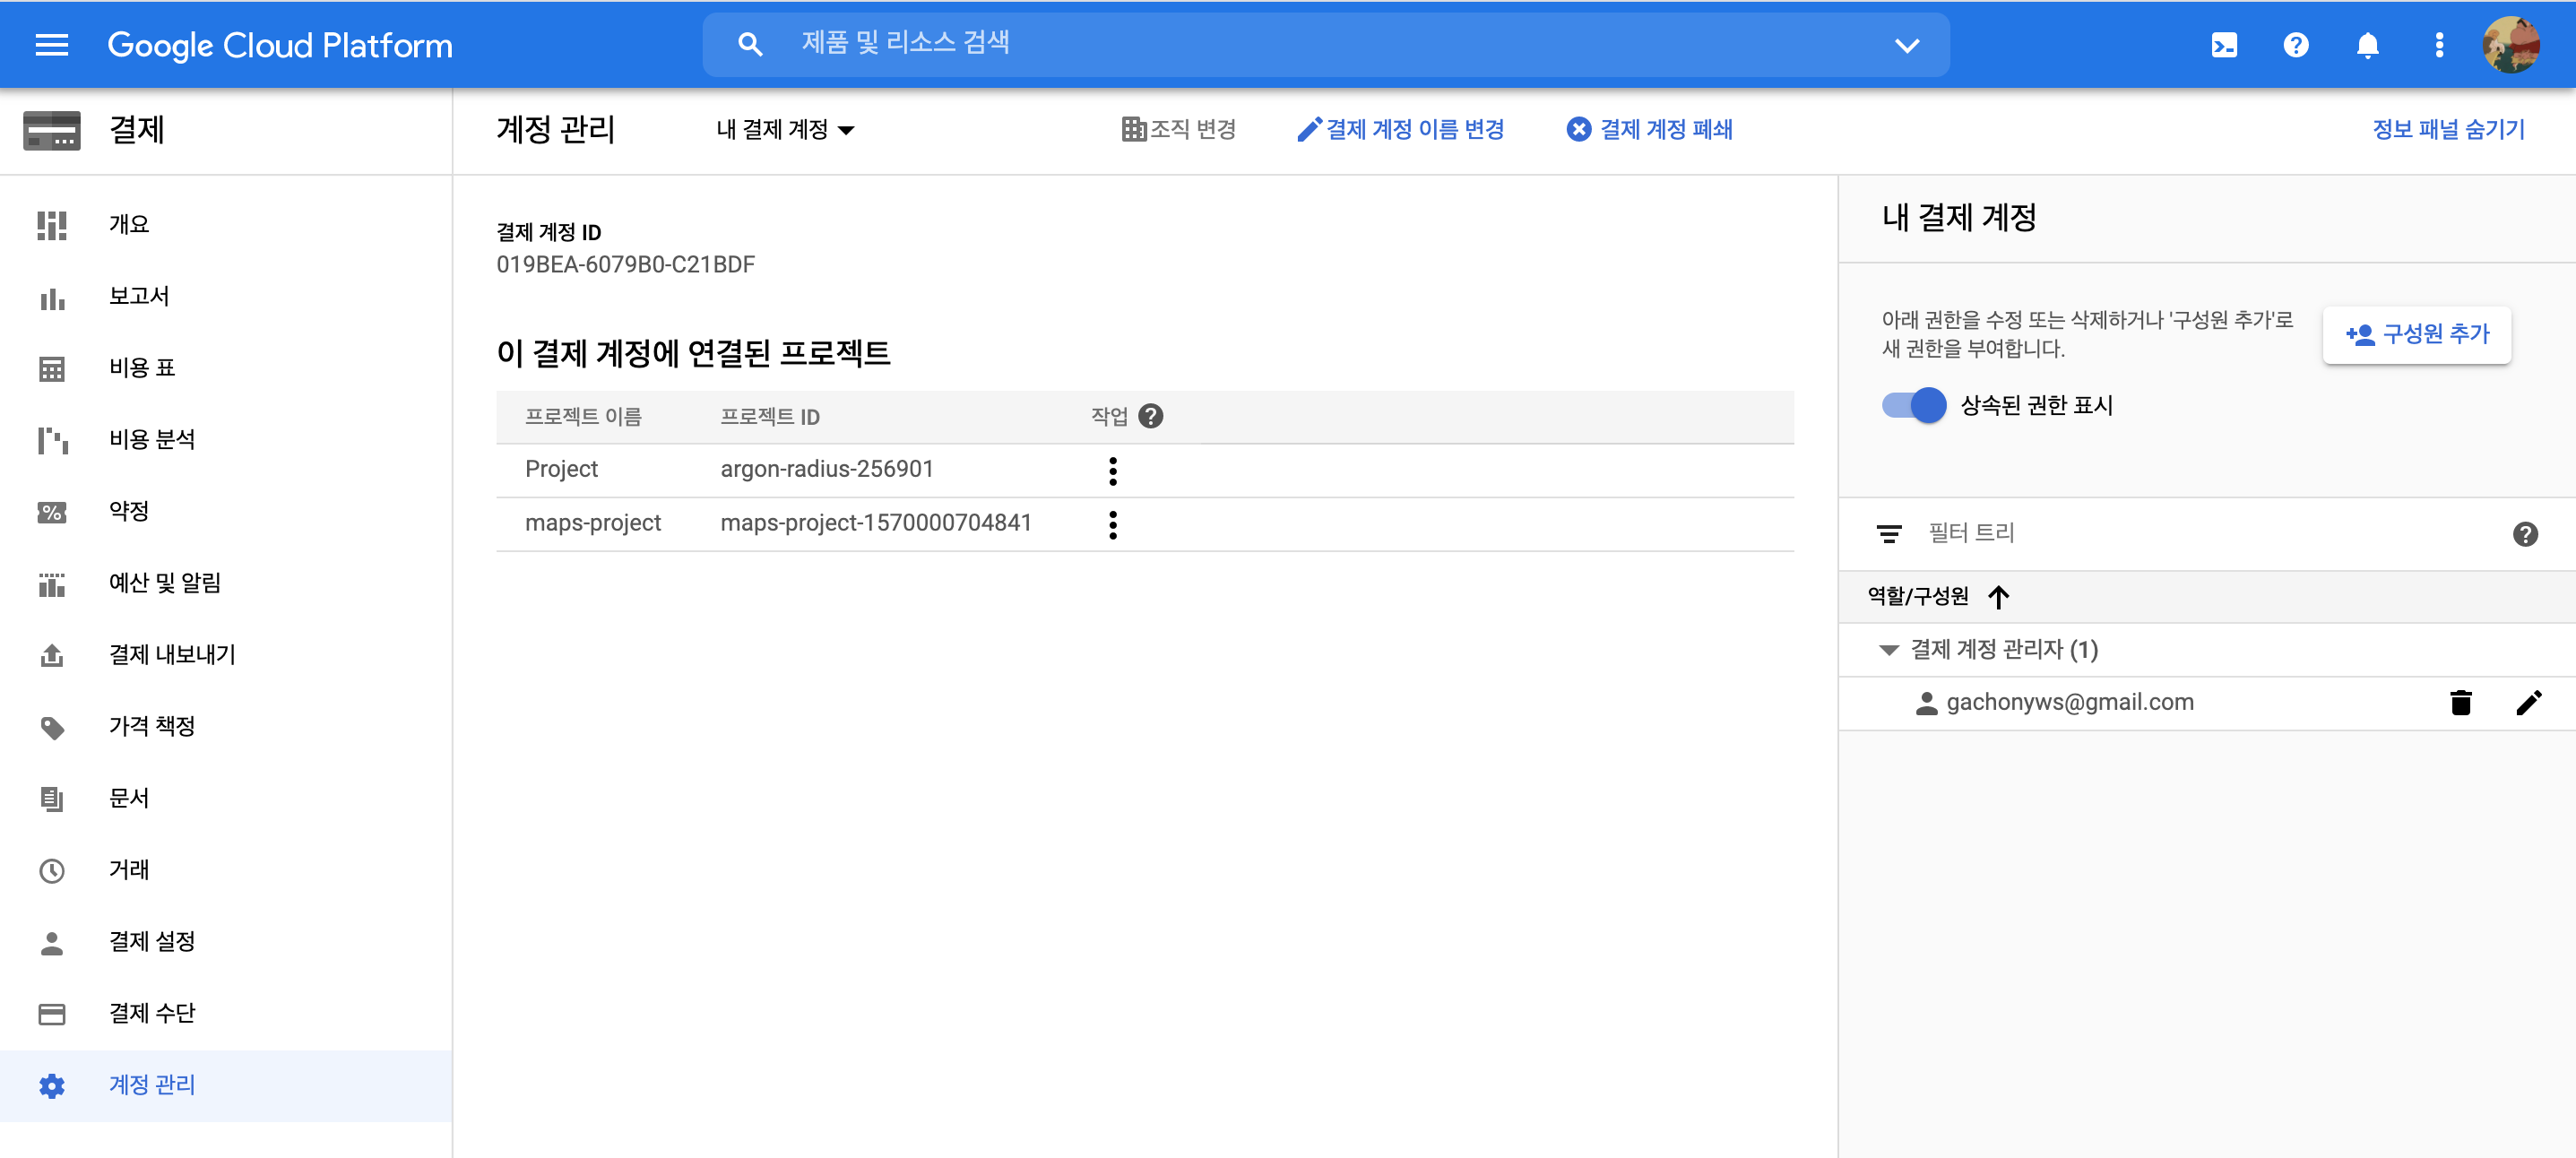 Google Cloud Platform
제품 및 리소스 검색
결제
계정 관리
내 결제 계정
조직 변경
결제 계정 이름 변경
결제 계정 폐쇄
정보 패널 숨기기
개요
보고서
비용 표
비용 분석
약정
예산 및 알림
결제 내보내기
가격 책정
문서
거래
결제 설정
결제 수단
계정 관리
결제 계정 ID
019BEA-6079B0-C21BDF
이 결제 계정에 연결된 프로젝트
프로젝트 이름 프로젝트 ID 작업
Project argon-radius-256901
maps-project maps-project-1570000704841
내 결제 계정
아래 권한을 수정 또는 삭제하거나 '구성원 추가'로
새 권한을 부여합니다.
구성원 추가
상속된 권한 표시
필터 트리
역할/구성원
결제 계정 관리자 (1)
gachonyws@gmail.com